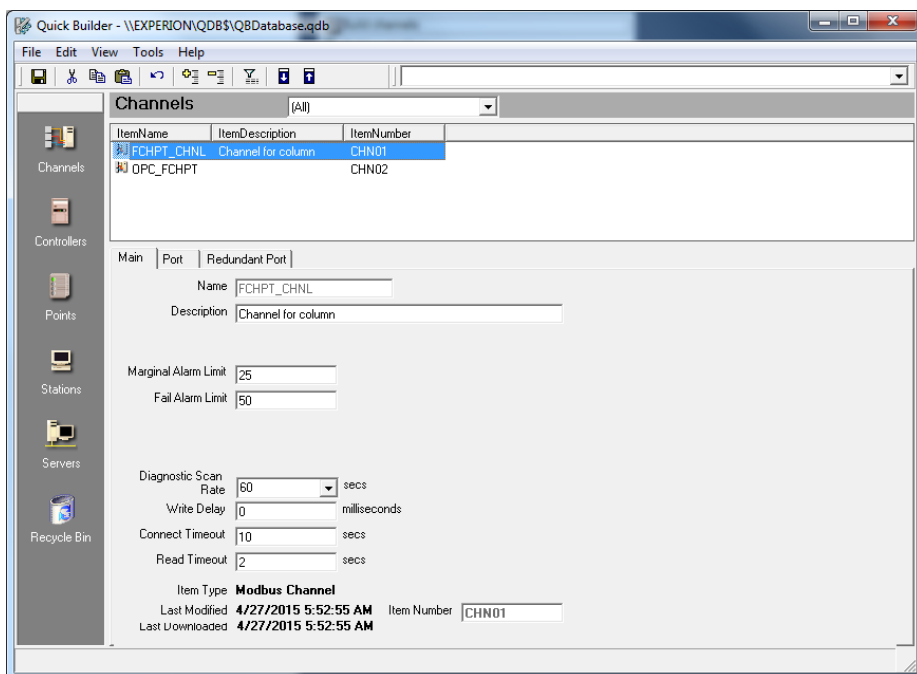 Quick Builder - \\EXPERION\QDB$\QBDatabase.qdb
File Edit View Tools Help
Channels (All)
ItemName ItemDescription ItemNumber
FCHPT_CHNL Channel for column CHN01
OPC_FCHPT CHN02
Channels
Controllers
Points
Stations
Servers
Recycle Bin
Main Port Redundant Port
Name FCHPT_CHNL
Description Channel for column
Marginal Alarm Limit 25
Fail Alarm Limit 50
Diagnostic Scan
Rate 60 secs
Write Delay 0 milliseconds
Connect Timeout 10 secs
Read Timeout 2 secs
Item Type Modbus Channel
Last Modified 4/27/2015 5:52:55 AM Item Number CHN01
Last Downloaded 4/27/2015 5:52:55 AM